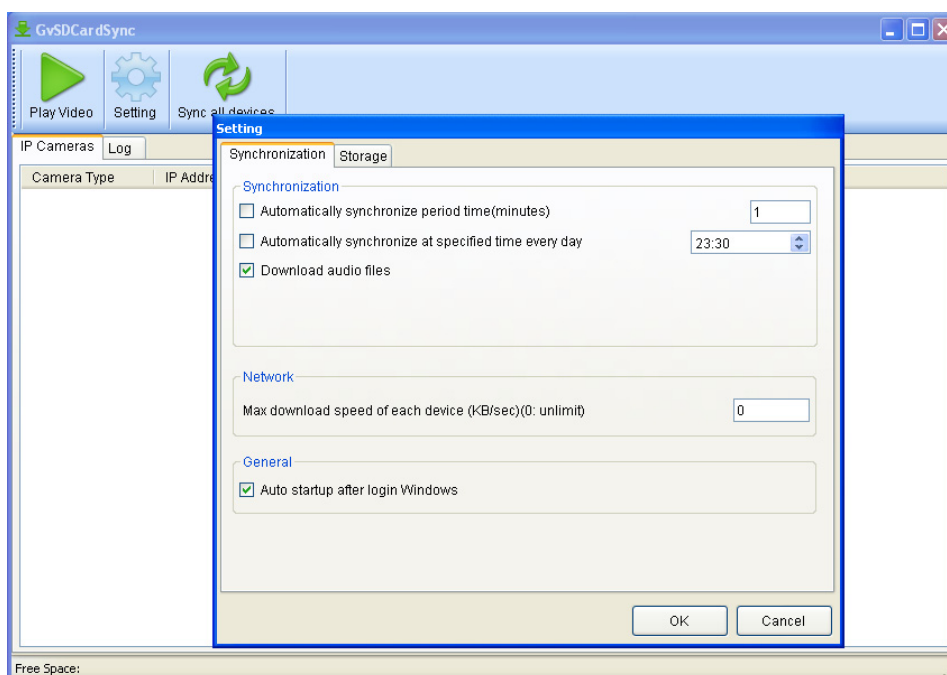 GvSDCardSync
Play Video Setting Sync all devices
IP Cameras Log
Camera Type IP Addre
Setting
Synchronization Storage
Synchronization
Automatically synchronize period time(minutes) 1
Automatically synchronize at specified time every day 23:30
Download audio files
Network
Max download speed of each device (KB/sec)(0: unlimit) 0
General
Auto startup after login Windows
OK Cancel
Free Space: